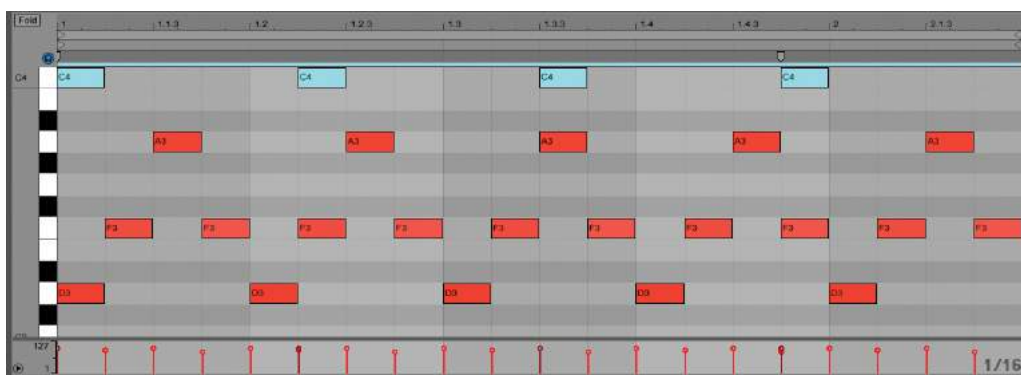 Fold 1 1.1.3 1.2 1.2.3 1.3 1.3.3 1.4 1.4.3 2 2.1.3
C4 C4 C4 C4 C4
A3 A3 A3 A3 A3
F3 F3 F3 F3 F3 F3 F3 F3 F3 F3
D3 D3 D3 D3 D3
127
1 1/16